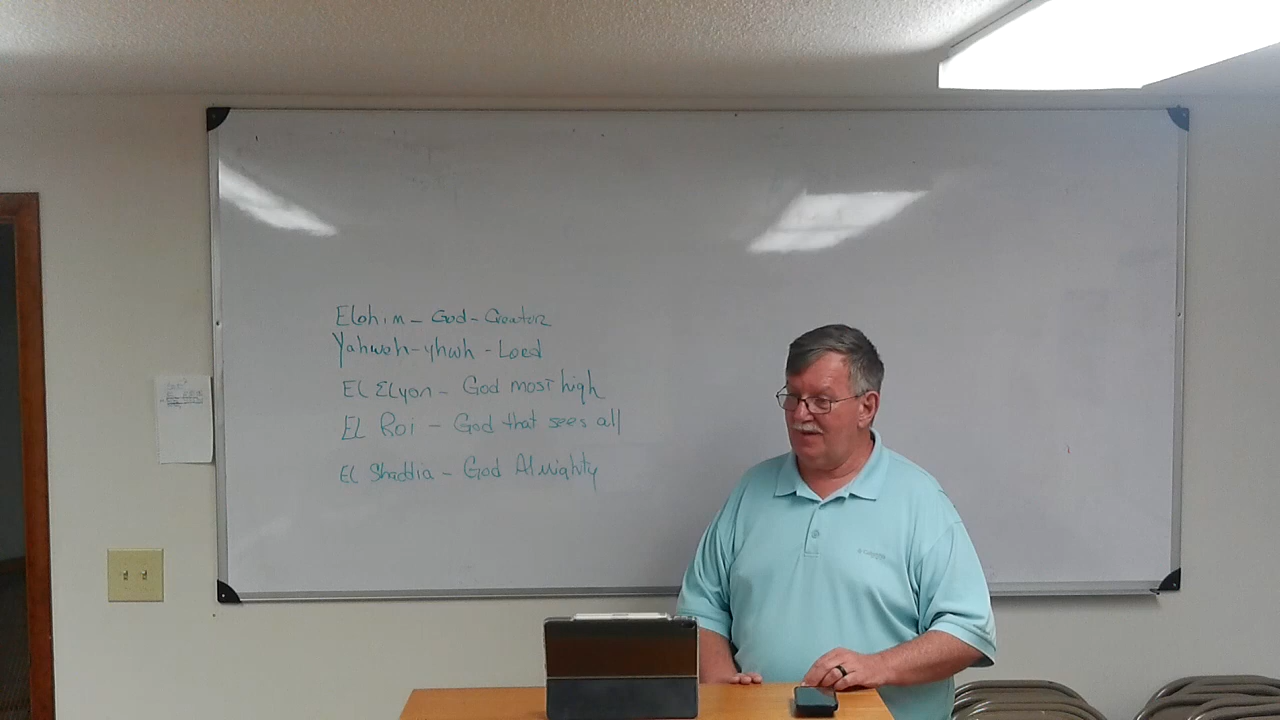 Elohim - God - Creator
Yahweh - yhwh - Lord
EL ELyon - God most high
EL Roi - God that sees all
EL Shaddia - God Almighty
Columbia